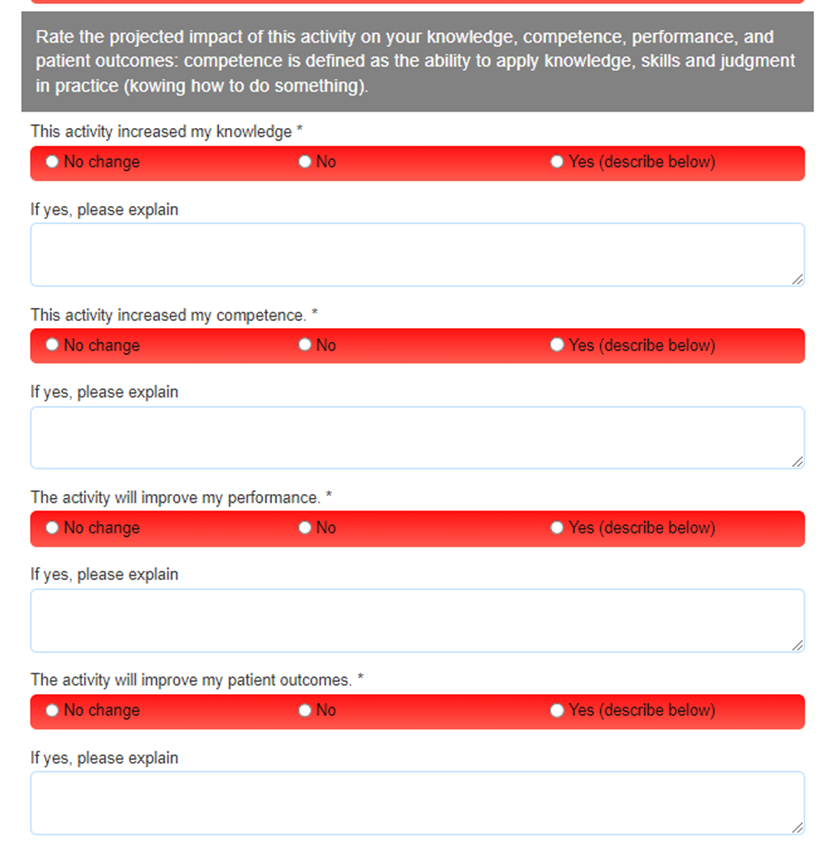 Rate the projected impact of this activity on your knowledge, competence, performance, and
patient outcomes: competence is defined as the ability to apply knowledge, skills and judgment
in practice (kowing how to do something).
This activity increased my knowledge *
No change No Yes (describe below)
If yes, please explain
This activity increased my competence. *
No change No Yes (describe below)
If yes, please explain
The activity will improve my performance. *
No change No Yes (describe below)
If yes, please explain
The activity will improve my patient outcomes. *
No change No Yes (describe below)
If yes, please explain